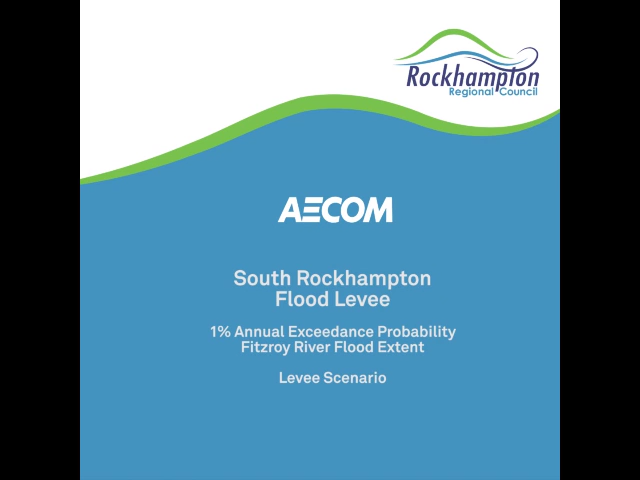 Rockhampton
Regional Council
AECOM
South Rockhampton
Flood Levee
1% Annual Exceedance Probability
Fitzroy River Flood Extent
Levee Scenario